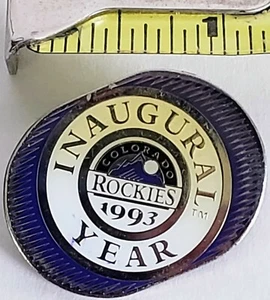 INAUGURAL
COLORADO
ROCKIES
1993
YEAR
TM